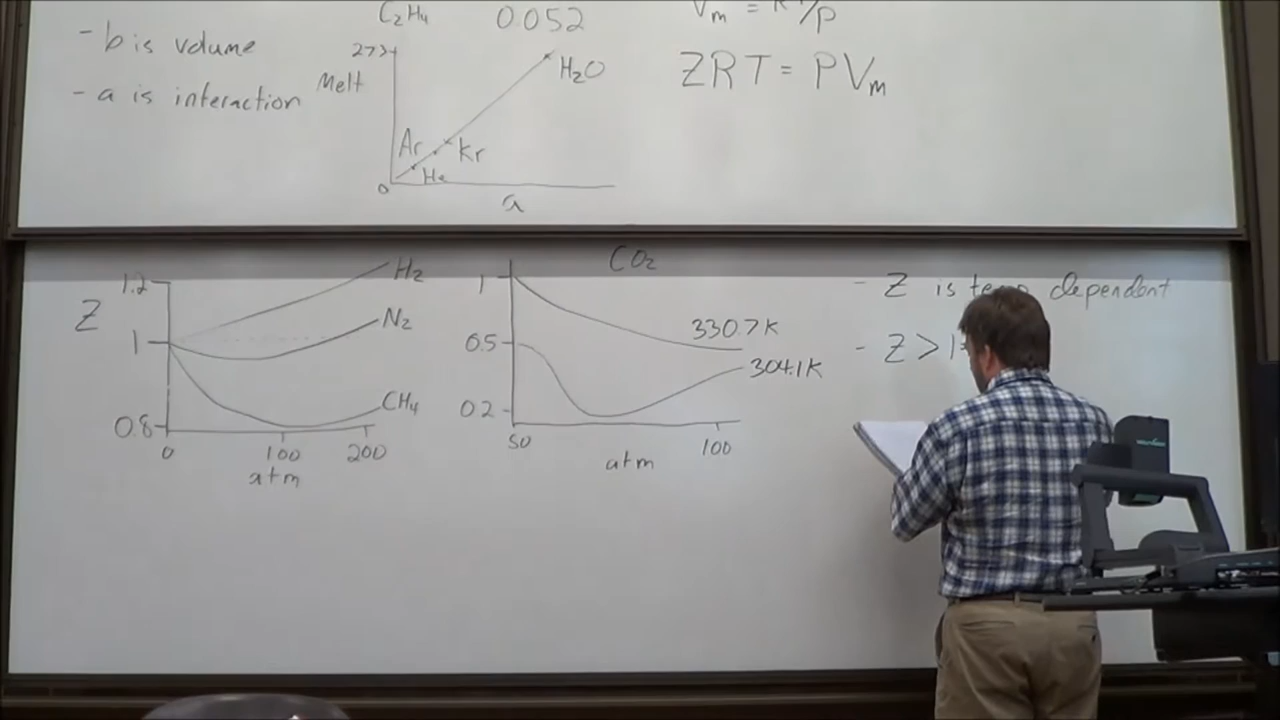 - b is volume
- a is interaction
C₂H₄ 0.052
273
Melt
H₂O
Ar
Kr
He
0
a
ZRT = PVm
Z
1.2
1
0.8
H₂
N₂
CH₄
0 100 200
atm
CO₂
1
0.5
0.2
330.7K
304.1K
50 100
atm
- Z is dependent
- Z > 1